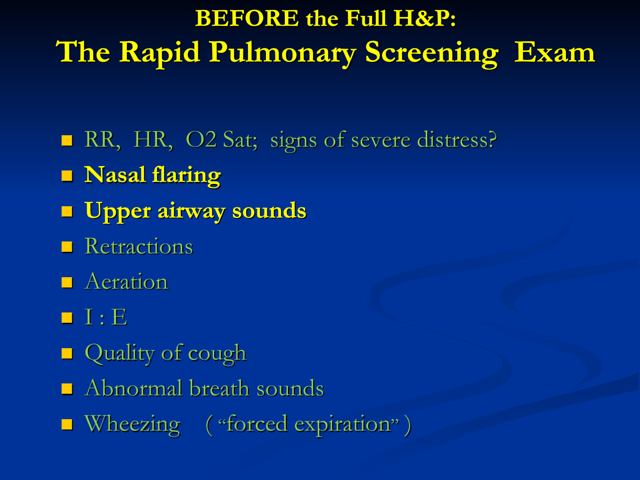 BEFORE the Full H&P:
The Rapid Pulmonary Screening Exam
RR, HR, O2 Sat; signs of severe distress?
Nasal flaring
Upper airway sounds
Retractions
Aeration
I : E
Quality of cough
Abnormal breath sounds
Wheezing ( “forced expiration” )